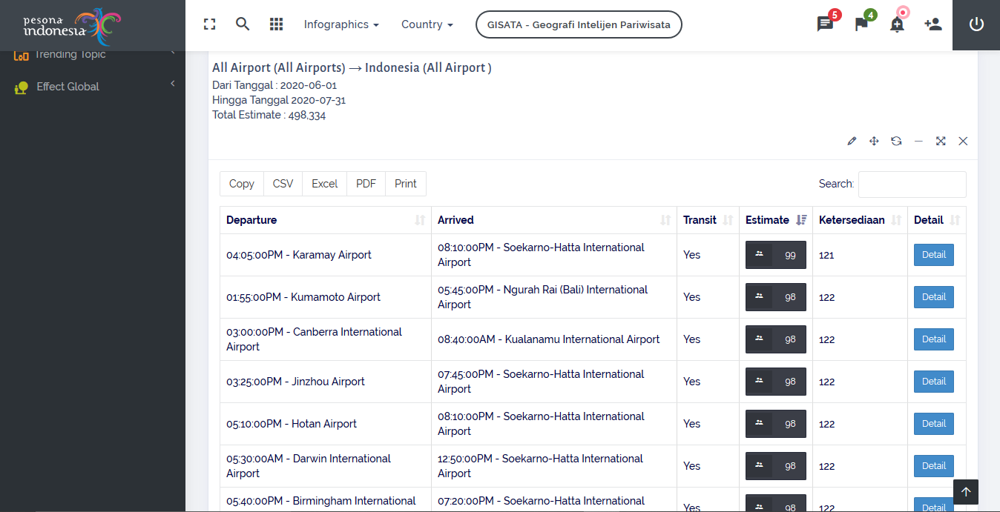 pesona
indonesia
Infographics
Country
GISATA - Geografi Intelijen Pariwisata
5
4
Trending Topic
Effect Global
All Airport (All Airports) → Indonesia (All Airport )
Dari Tanggal : 2020-06-01
Hingga Tanggal 2020-07-31
Total Estimate : 498,334
Copy CSV Excel PDF Print Search:
Departure Arrived Transit Estimate Ketersediaan Detail
04:05:00PM - Karamay Airport 08:10:00PM - Soekarno-Hatta International Yes 99 121 Detail
Airport
01:55:00PM - Kumamoto Airport 05:45:00PM - Ngurah Rai (Bali) International Yes 98 122 Detail
Airport
03:00:00PM - Canberra International 08:40:00AM - Kualanamu International Airport Yes 98 122 Detail
Airport
03:25:00PM - Jinzhou Airport 07:45:00PM - Soekarno-Hatta International Yes 98 122 Detail
Airport
05:10:00PM - Hotan Airport 08:10:00PM - Soekarno-Hatta International Yes 98 122 Detail
Airport
05:30:00AM - Darwin International 12:50:00PM - Soekarno-Hatta International Yes 98 122 Detail
Airport Airport
05:40:00PM - Birmingham International 07:20:00PM - Soekarno-Hatta International Yes 98 122 Detail